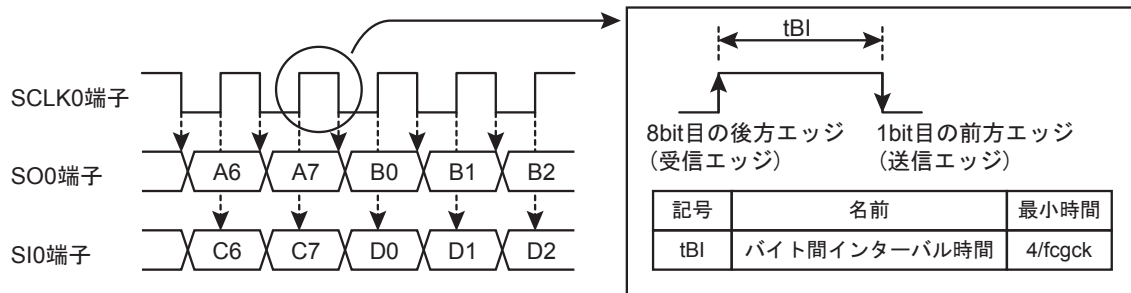 SCLK0端子
SO0端子
A6 A7 B0 B1 B2
SI0端子
C6 C7 D0 D1 D2
tBI
8bit目の後方エッジ
(受信エッジ)
1bit目の前方エッジ
(送信エッジ)
記号 名前 最小時間
tBI バイト間インターバル時間 4/fcgck